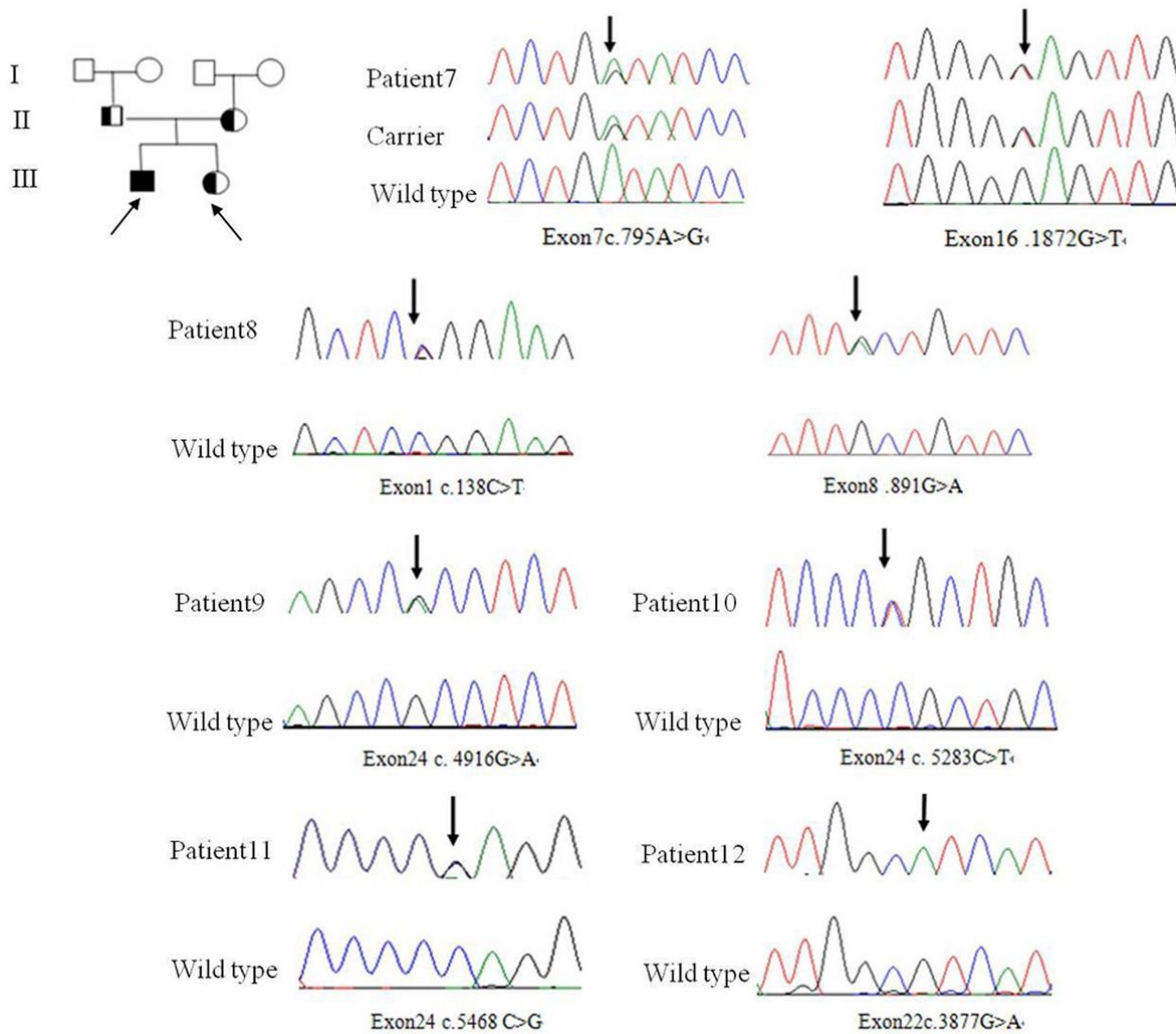 I
II
III
Patient7
Carrier
Wild type
Exon7c.795A>G
Exon16 .1872G>T
Patient8
Wild type
Exon1 c.138C>T
Exon8 .891G>A
Patient9
Patient10
Wild type
Wild type
Exon24 c. 4916G>A
Exon24 c. 5283C>T
Patient11
Patient12
Wild type
Wild type
Exon24 c.5468 C>G
Exon22c.3877G>A